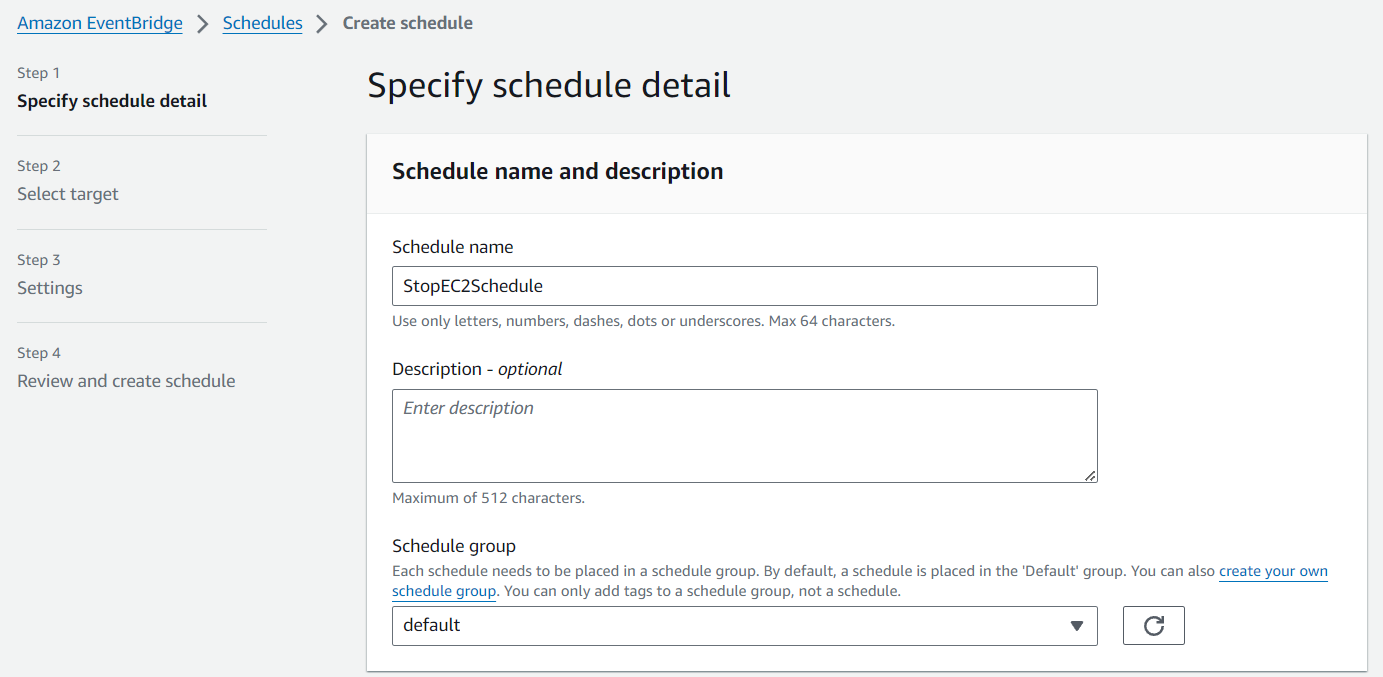 Amazon EventBridge > Schedules > Create schedule
Step 1
Specify schedule detail
Step 2
Select target
Step 3
Settings
Step 4
Review and create schedule
Specify schedule detail
Schedule name and description
Schedule name
StopEC2Schedule
Use only letters, numbers, dashes, dots or underscores. Max 64 characters.
Description - optional
Enter description
Maximum of 512 characters.
Schedule group
Each schedule needs to be placed in a schedule group. By default, a schedule is placed in the 'Default' group. You can also create your own
schedule group. You can only add tags to a schedule group, not a schedule.
default